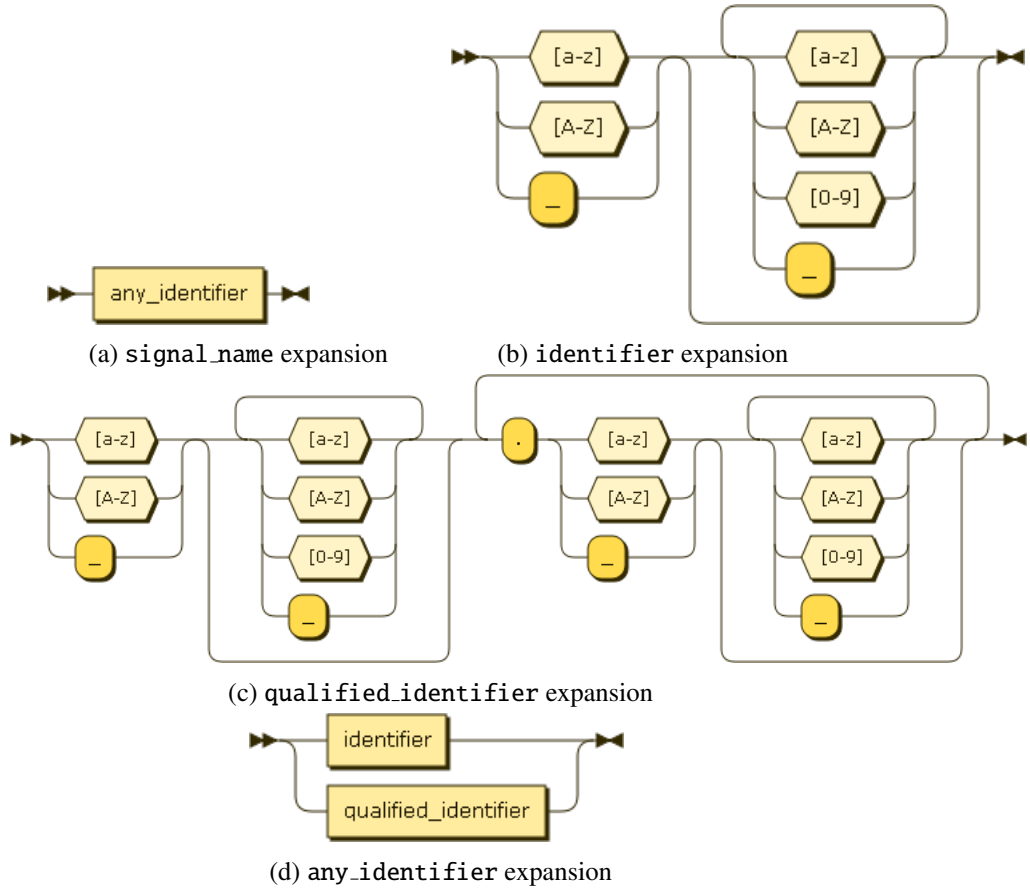 [a-z] [a-z]
[A-Z] [A-Z]
_ [0-9]
_
any_identifier
(a) signal_name expansion
(b) identifier expansion
[a-z] [a-z] . [a-z] [a-z]
[A-Z] [A-Z] [A-Z] [A-Z]
_ [0-9] _ [0-9]
_ _
(c) qualified_identifier expansion
identifier
qualified_identifier
(d) any_identifier expansion